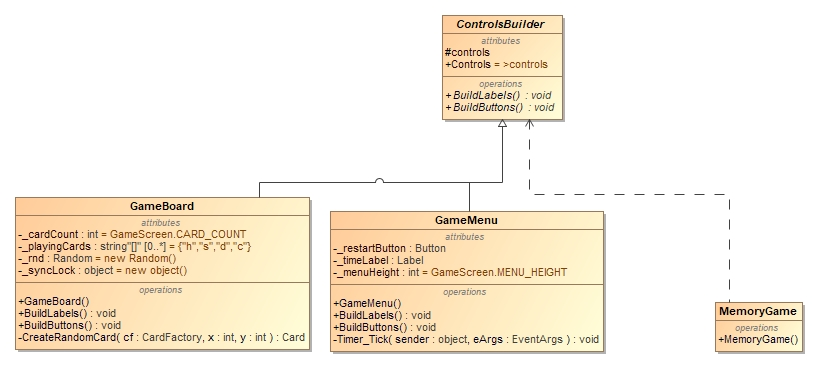 ControlsBuilder
attributes
#controls
+Controls = >controls
operations
+BuildLabels() : void
+BuildButtons() : void
GameBoard
attributes
-_cardCount : int = GameScreen.CARD_COUNT
-_playingCards : string"[]" [0..*] = {"h","s","d","c"}
-_rnd : Random = new Random()
-_syncLock : object = new object()
operations
+GameBoard()
+BuildLabels() : void
+BuildButtons() : void
-CreateRandomCard( cf : CardFactory, x : int, y : int ) : Card
GameMenu
attributes
-_restartButton : Button
-_timeLabel : Label
-_menuHeight : int = GameScreen.MENU_HEIGHT
operations
+GameMenu()
+BuildLabels() : void
+BuildButtons() : void
-Timer_Tick( sender : object, eArgs : EventArgs ) : void
MemoryGame
operations
+MemoryGame()